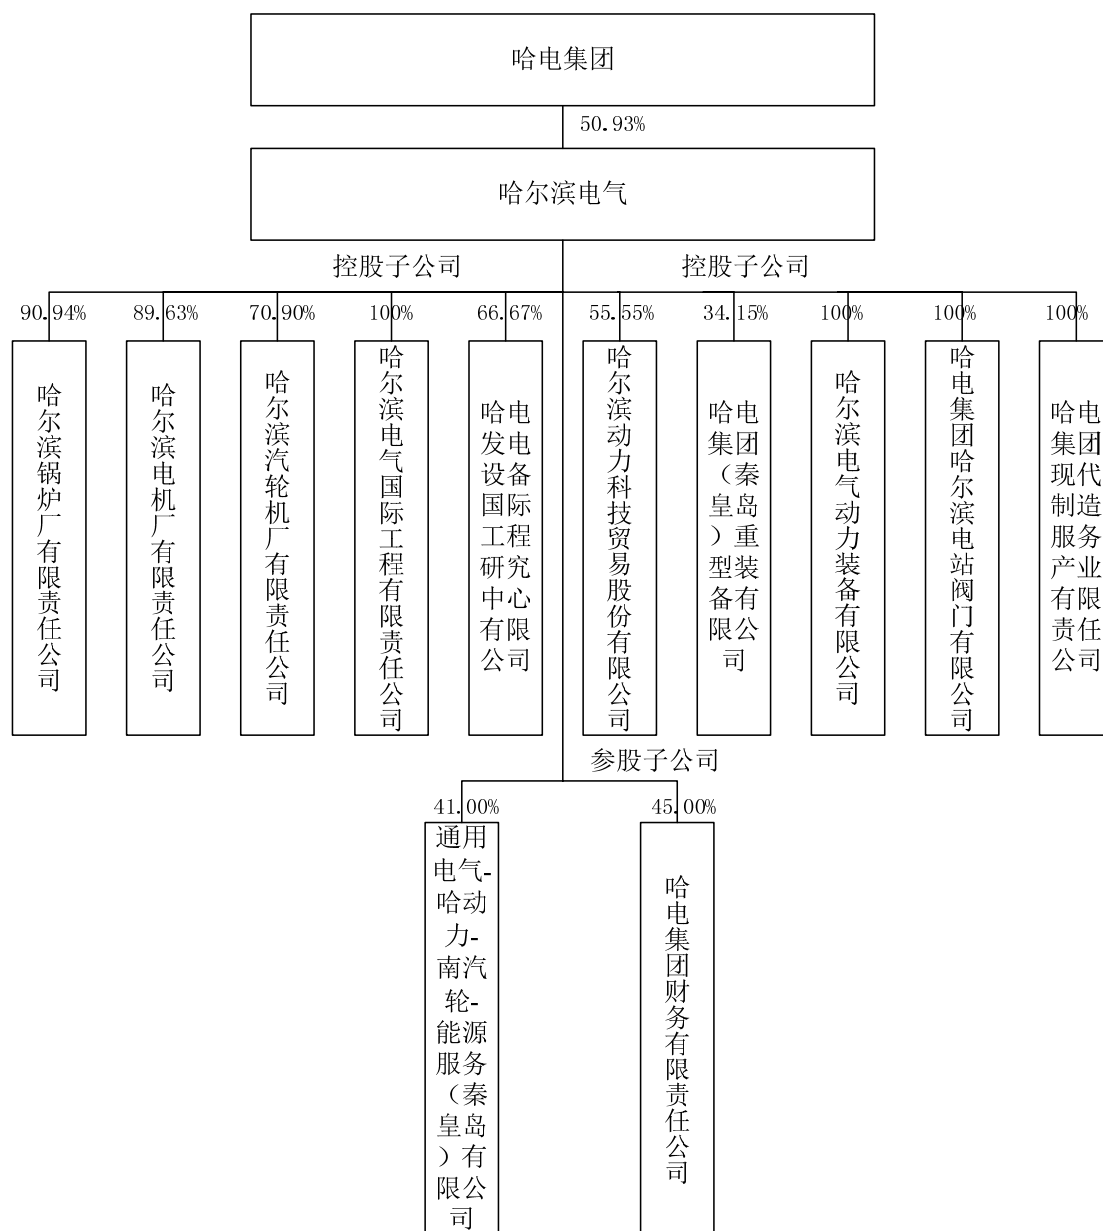 哈电集团
50.93%
哈尔滨电气
控股子公司
控股子公司
90.94%
89.63%
70.90%
100%
66.67%
55.55%
34.15%
100%
100%
100%
哈尔滨锅炉厂有限责任公司
哈尔滨电机厂有限责任公司
哈尔滨汽轮机厂有限责任公司
哈尔滨电气国际工程有限责任公司
哈电发电设备国际工程研究中心有限公司
哈尔滨动力科技贸易股份有限公司
哈电集团（秦皇岛）重型装备有限公司
哈尔滨电气动力装备有限公司
哈电集团哈尔滨电站阀门有限公司
哈电集团现代制造服务产业有限责任公司
参股子公司
41.00%
45.00%
通用
电气-
哈动
力-
南汽
轮-
能源
服务
（秦
皇岛
）有
限公
司
哈电集团财务有限责任公司